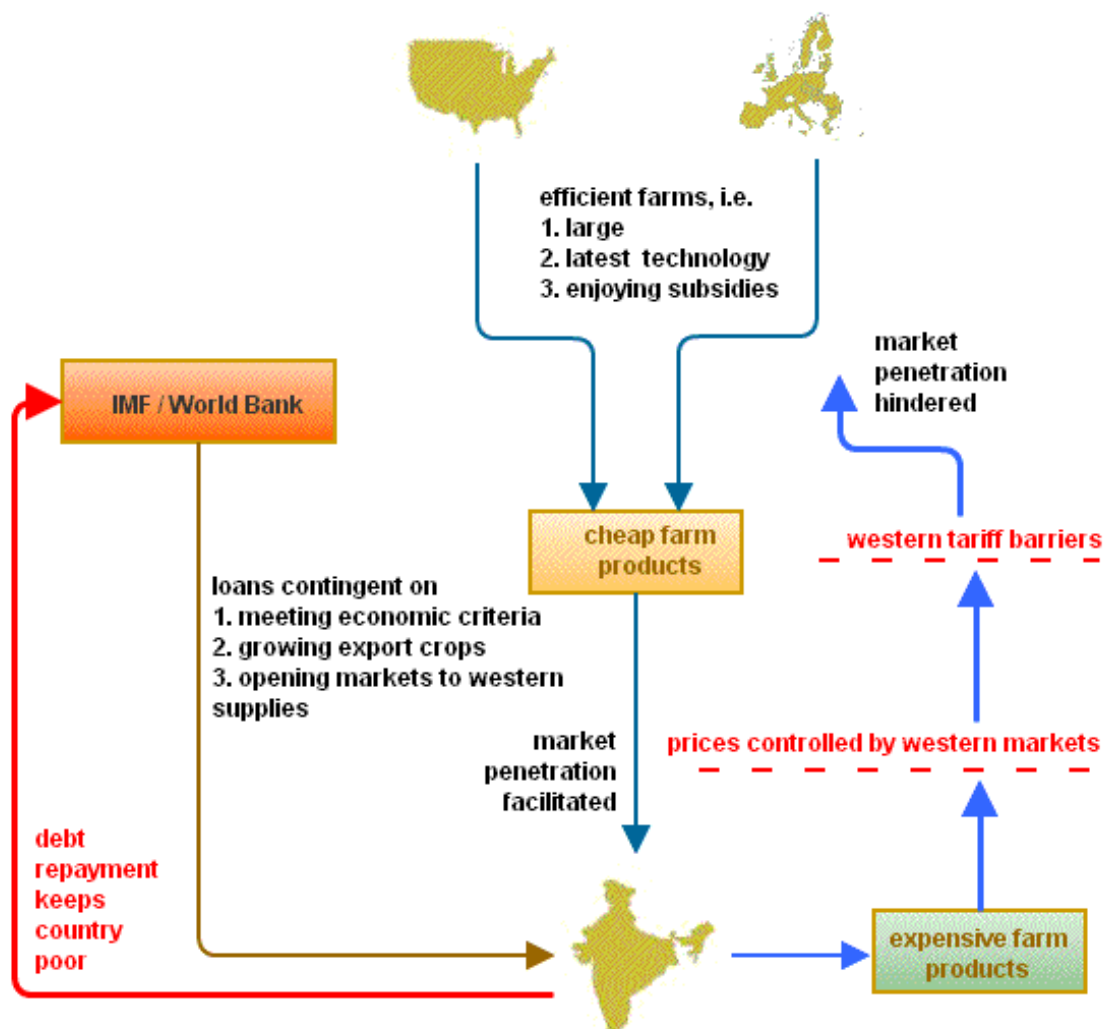 efficient farms, i.e.
1. large
2. latest technology
3. enjoying subsidies
market
penetration
hindered
IMF / World Bank
cheap farm
products
western tariff barriers
loans contingent on
1. meeting economic criteria
2. growing export crops
3. opening markets to western
supplies
market
penetration
facilitated
prices controlled by western markets
debt
repayment
keeps
country
poor
expensive farm
products